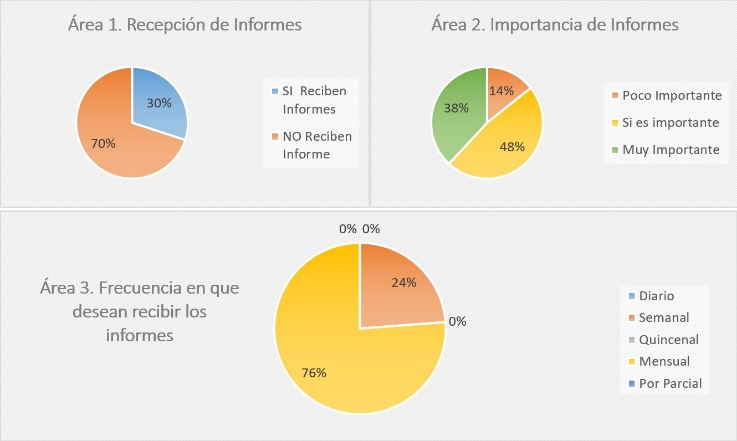 Área 1. Recepción de Informes
30%
70%
SI  Reciben
Informes
NO Reciben
Informe
Área 2. Importancia de Informes
14%
38%
48%
Poco Importante
Si es importante
Muy Importante
Área 3. Frecuencia en que
desean recibir los
informes
0% 0%
24%
0%
76%
Diario
Semanal
Quincenal
Mensual
Por Parcial